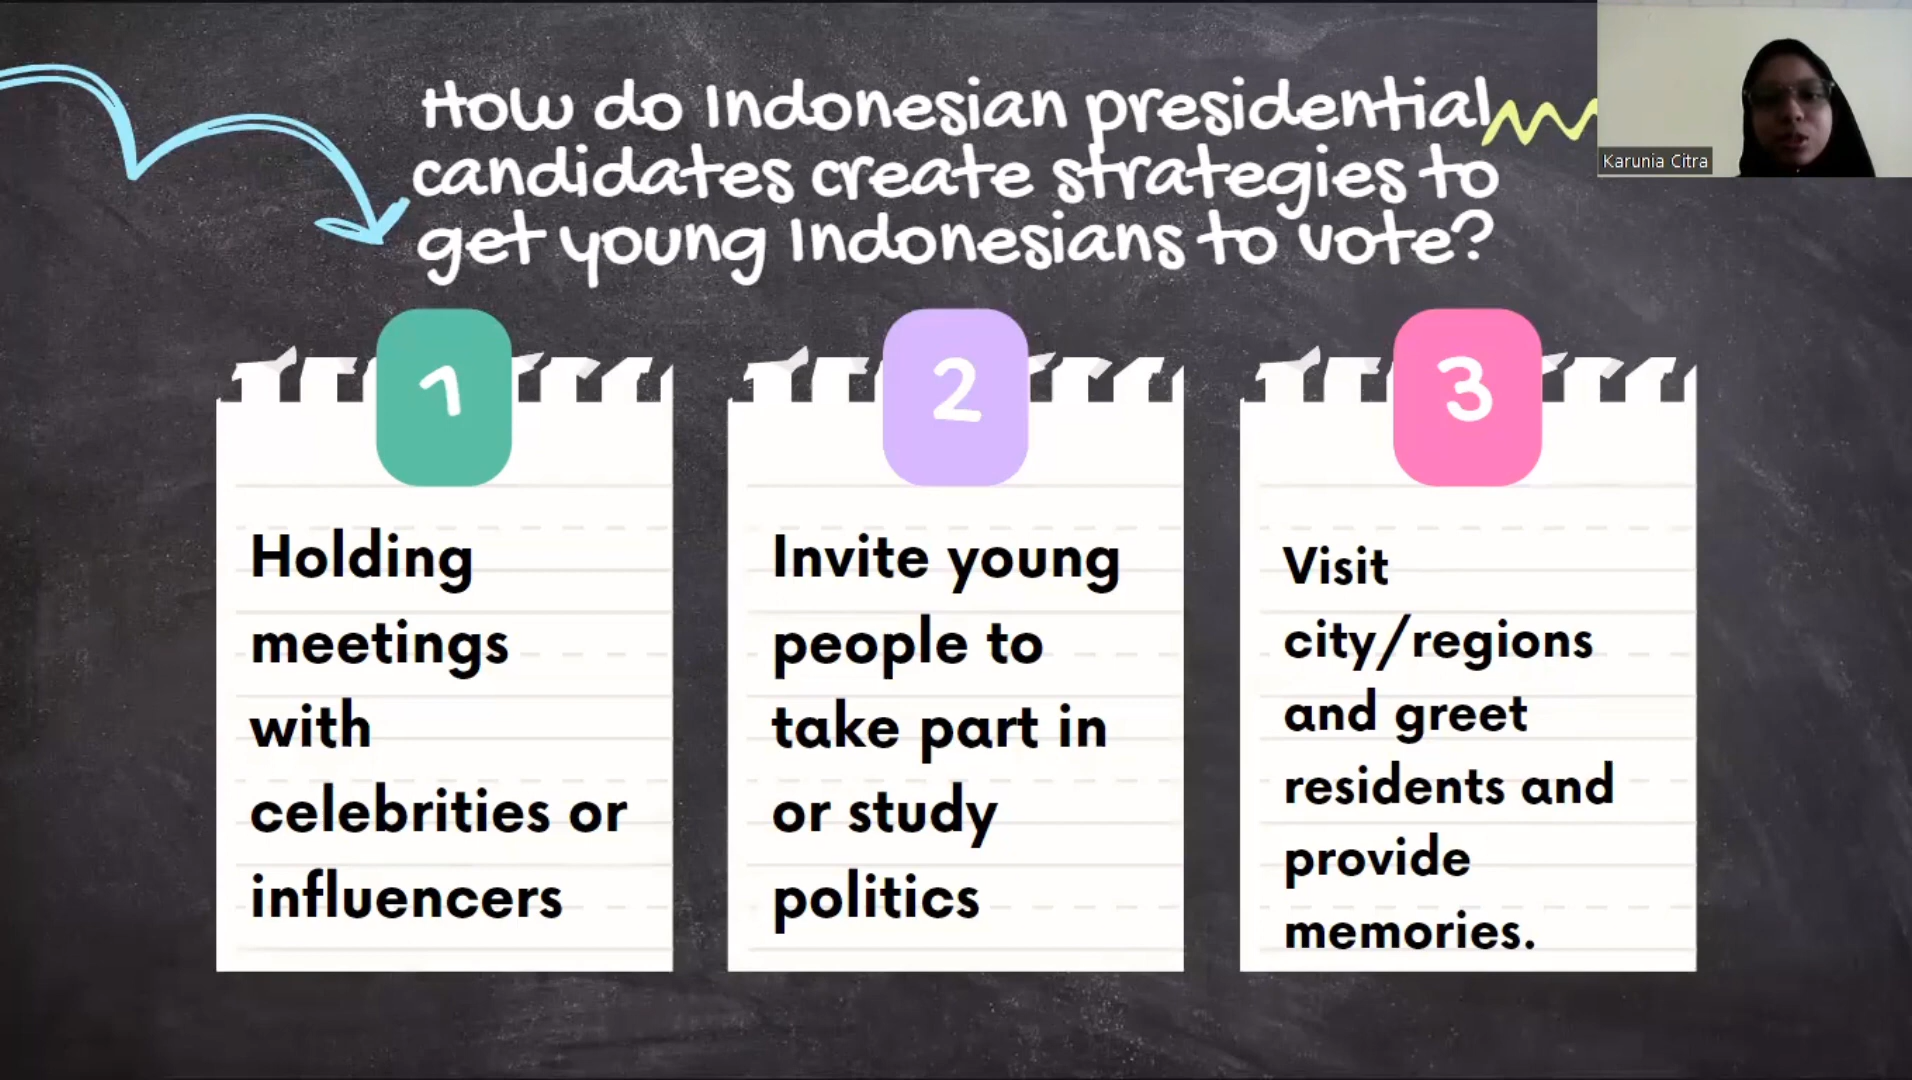 How do Indonesian presidential
candidates create strategies to
get young Indonesians to vote?
Karunia Citra
1
Holding
meetings
with
celebrities or
influencers
2
Invite young
people to
take part in
or study
politics
3
Visit
city/regions
and greet
residents and
provide
memories.